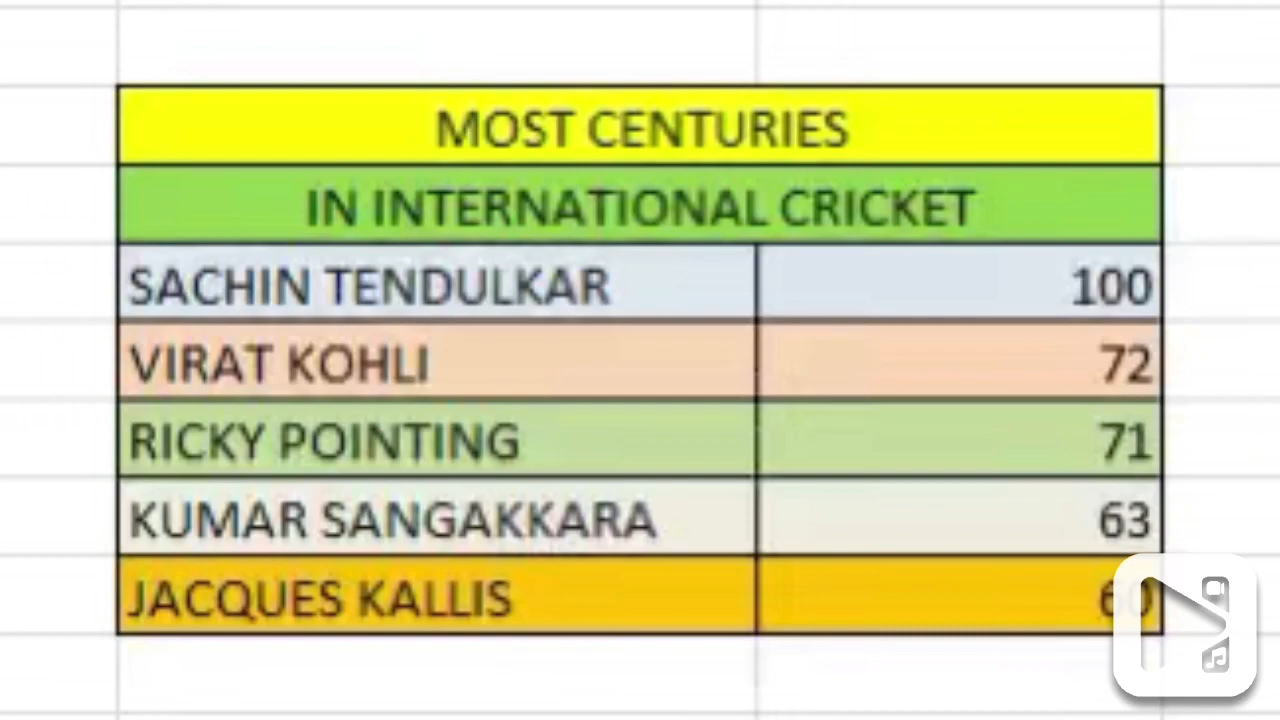 MOST CENTURIES
IN INTERNATIONAL CRICKET
SACHIN TENDULKAR 100
VIRAT KOHLI 72
RICKY POINTING 71
KUMAR SANGAKKARA 63
JACQUES KALLIS 60